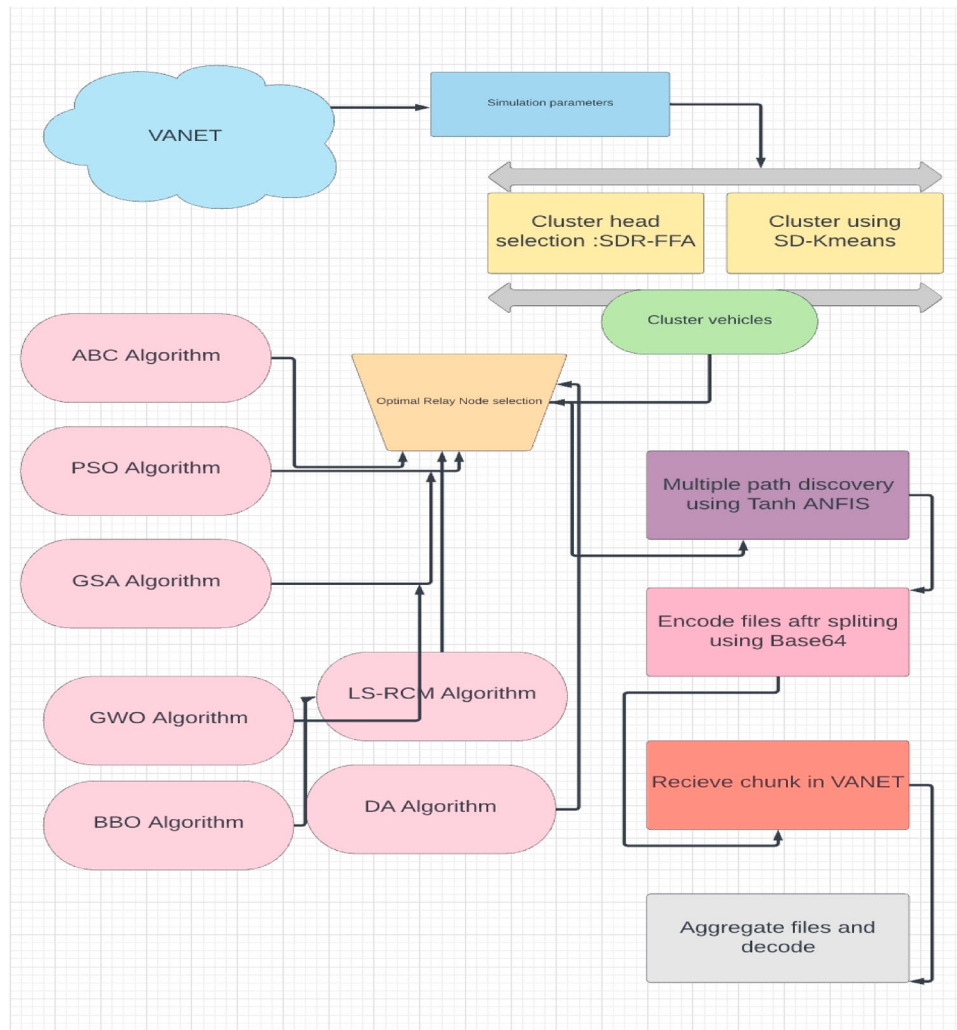 VANET
Simulation parameters
Cluster head
selection :SDR-FFA
Cluster using
SD-Kmeans
Cluster vehicles
ABC Algorithm
Optimal Relay Node selection
PSO Algorithm
Multiple path discovery
using Tanh ANFIS
GSA Algorithm
Encode files aftr spliting
using Base64
LS-RCM Algorithm
GWO Algorithm
Recieve chunk in VANET
DA Algorithm
BBO Algorithm
Aggregate files and
decode